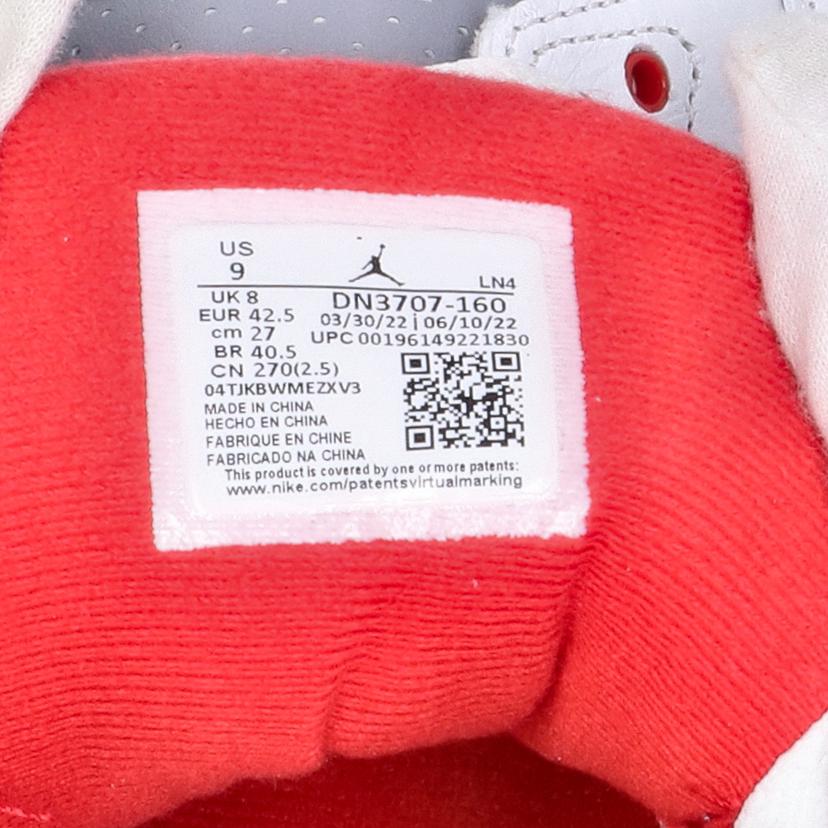 US
9
LN4
UK 8
DN3707-160
EUR 42.5
03/30/22 | 06/10/22
cm 27
UPC 00196149221830
BR 40.5
CN 270(2.5)
04TJKBWMEZXV3
MADE IN CHINA
HECHO EN CHINA
FABRIQUE EN CHINE
FABRICADO NA CHINA
This product is covered by one or more patents:
www.nike.com/patentsvirtualmarking